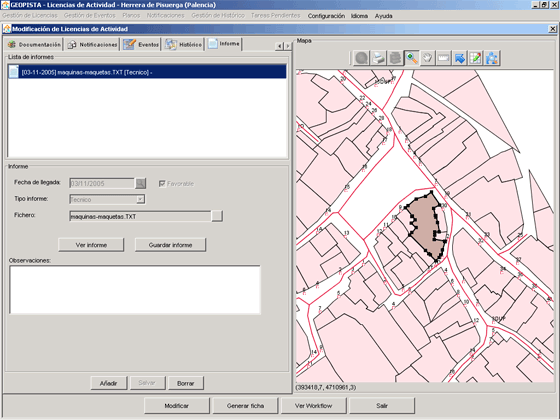 GEOPISTA - Licencias de Actividad - Herrera de Pisuerga (Palencia)
Gestión de Licencias Gestión de Eventos Planos Notificaciones Gestión de Histórico Tareas Pendientes Configuración Idioma Ayuda
Modificación de Licencias de Actividad
Documentación Notificaciones Eventos Histórico Informe
Mapa
Lista de informes
[03-11-2005] maquinas-maquetas.TXT [Tecnico] -
Informe
Fecha de llegada: 03/11/2005 Favorable
Tipo informe: Tecnico
Fichero: maquinas-maquetas.TXT
Ver informe Guardar informe
Observaciones:
Añadir Salvar Borrar
(393418,7, 4710961,3)
Modificar Generar ficha Ver Workflow Salir